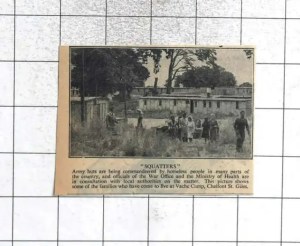 "SQUATTERS"
Army huts are being commandeered by homeless people in many parts of
the country, and officials of the War Office and the Ministry of Health are
in consultation with local authorities on the matter. This picture shows
some of the families who have come to live at Vache Camp, Chalfont St. Giles.